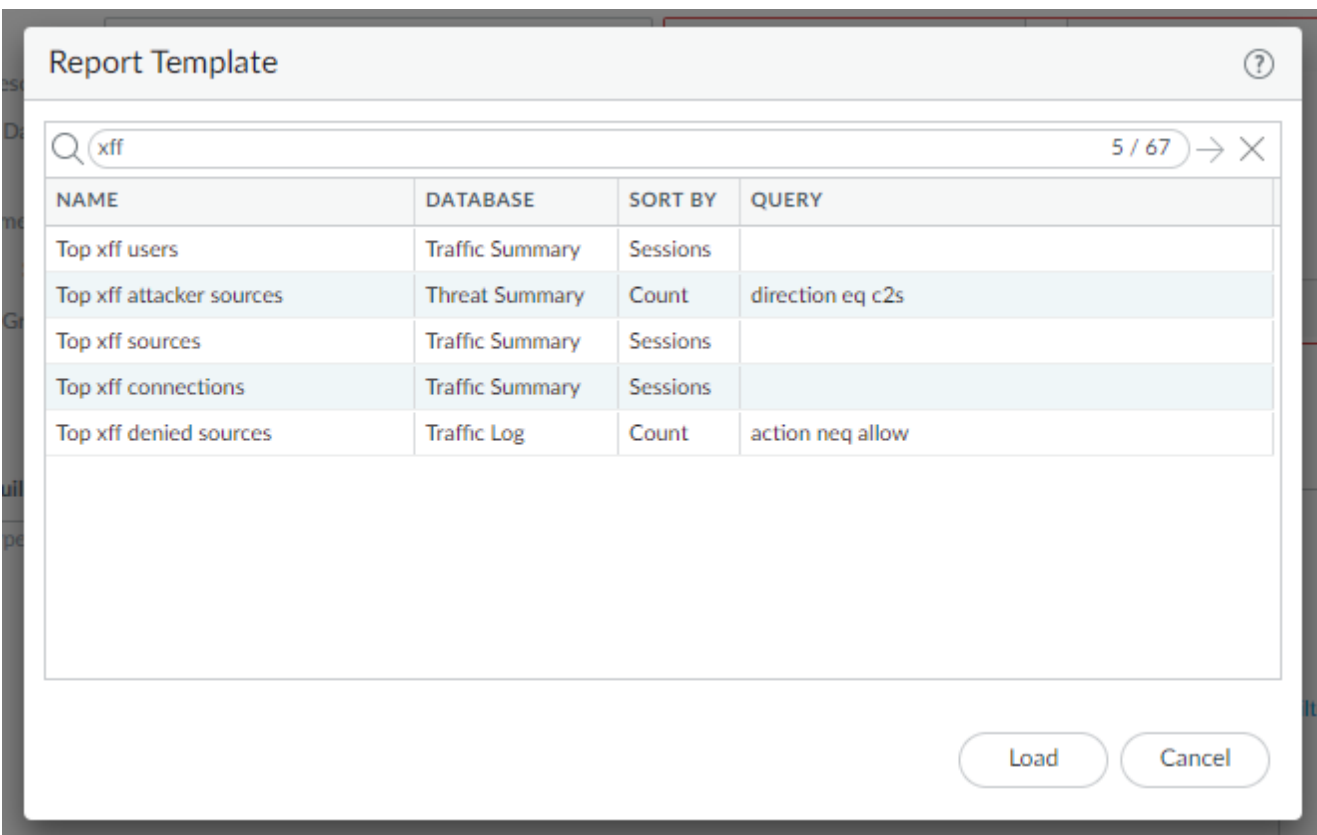 Report Template
xff 5 / 67
NAME DATABASE SORT BY QUERY
Top xff users Traffic Summary Sessions
Top xff attacker sources Threat Summary Count direction eq c2s
Top xff sources Traffic Summary Sessions
Top xff connections Traffic Summary Sessions
Top xff denied sources Traffic Log Count action neq allow
Load Cancel